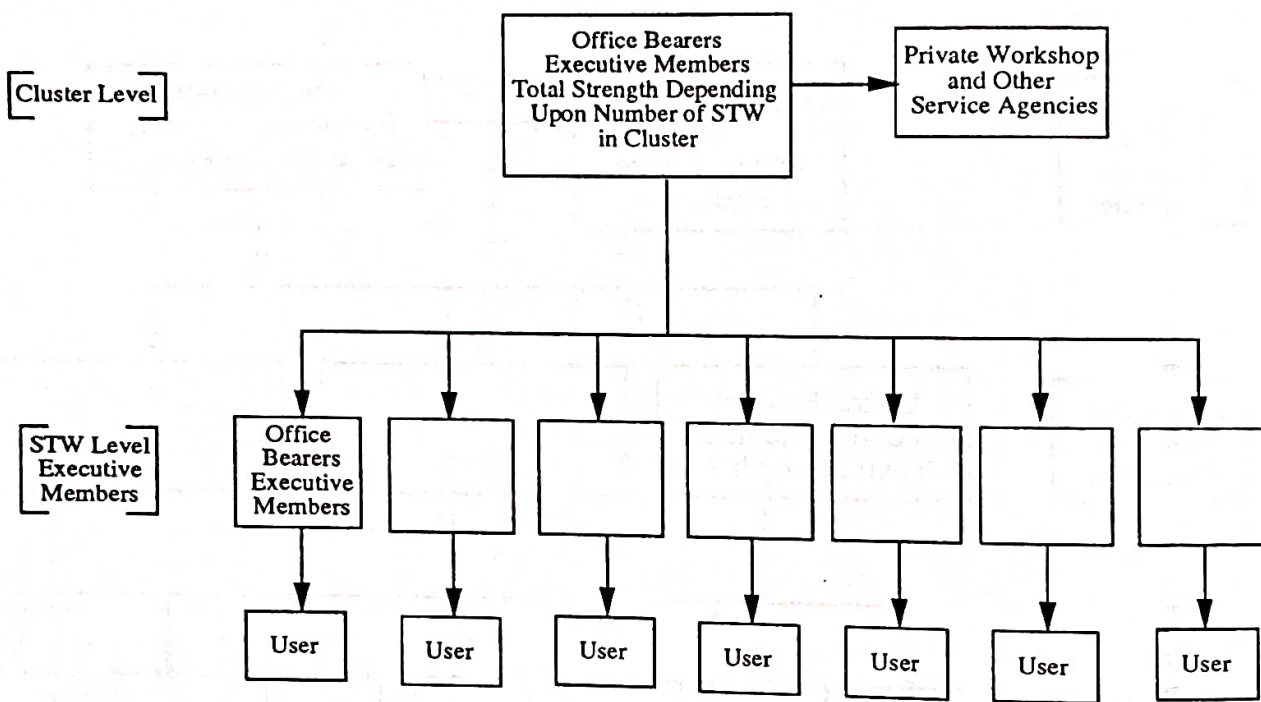 Office Bearers
Executive Members
Total Strength Depending
Upon Number of STW
in Cluster
Private Workshop
and Other
Service Agencies
Cluster Level
STW Level
Executive
Members
Office
Bearers
Executive
Members
User
User
User
User
User
User
User